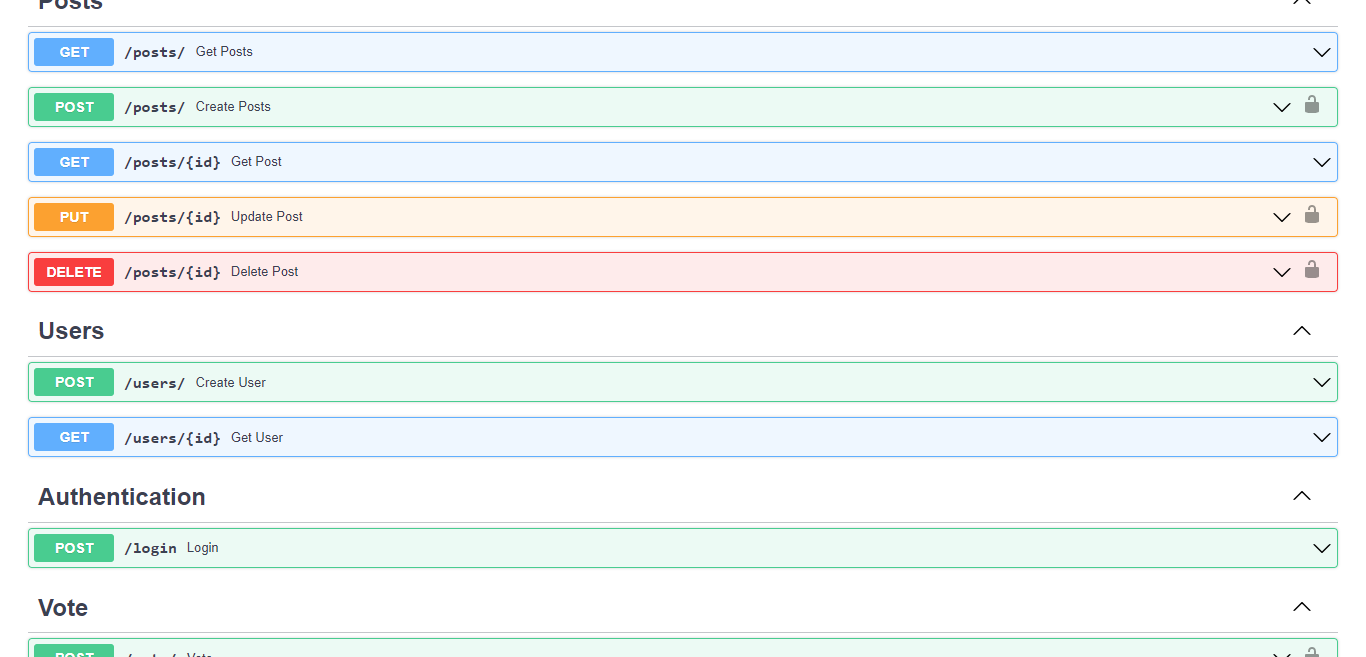 Posts
GET /posts/ Get Posts
POST /posts/ Create Posts
GET /posts/{id} Get Post
PUT /posts/{id} Update Post
DELETE /posts/{id} Delete Post
Users
POST /users/ Create User
GET /users/{id} Get User
Authentication
POST /login Login
Vote
POST Vote